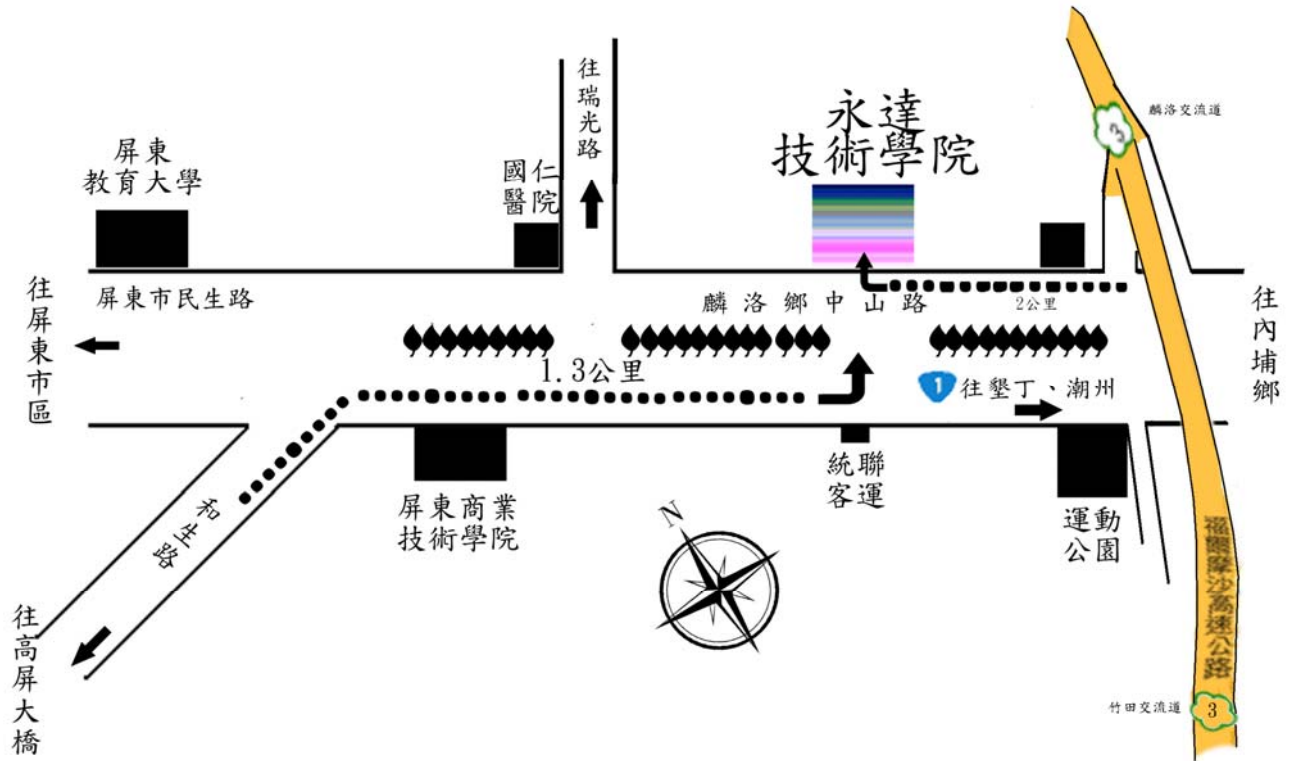 往瑞光路
永達
技術學院
3
麟洛交流道
屏東
教育大學
國仁
醫院
往屏東市區
屏東市民生路
麟洛鄉中山路
2公里
往內埔鄉
1.3公里
1
往墾丁、潮州
和生路
屏東商業
技術學院
統聯
客運
運動
公園
N
福爾摩沙高速公路
往高屏大橋
竹田交流道
3